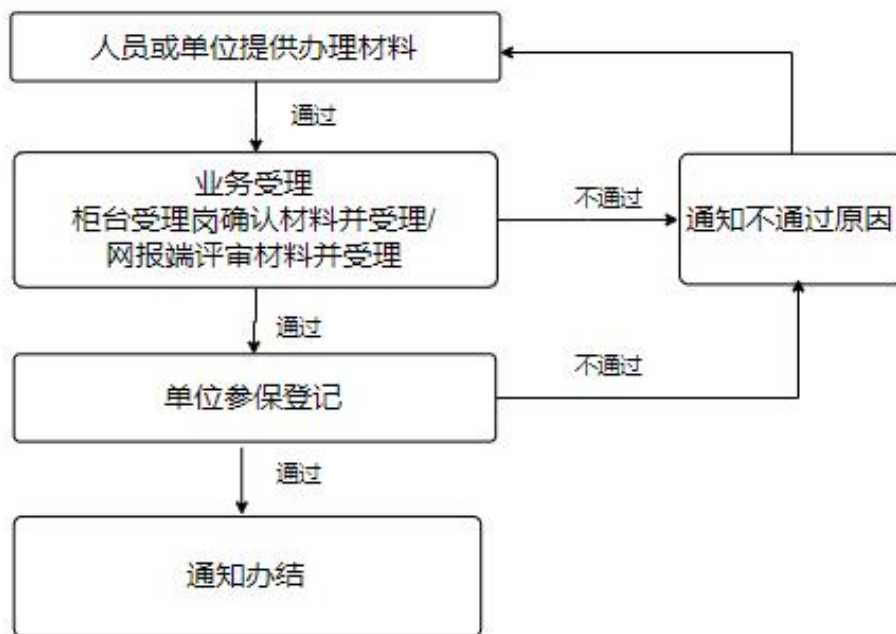 人员或单位提供办理材料
通过
业务受理
柜台受理岗确认材料并受理/
网报端评审材料并受理
不通过
通知不通过原因
通过
单位参保登记
不通过
通过
通知办结